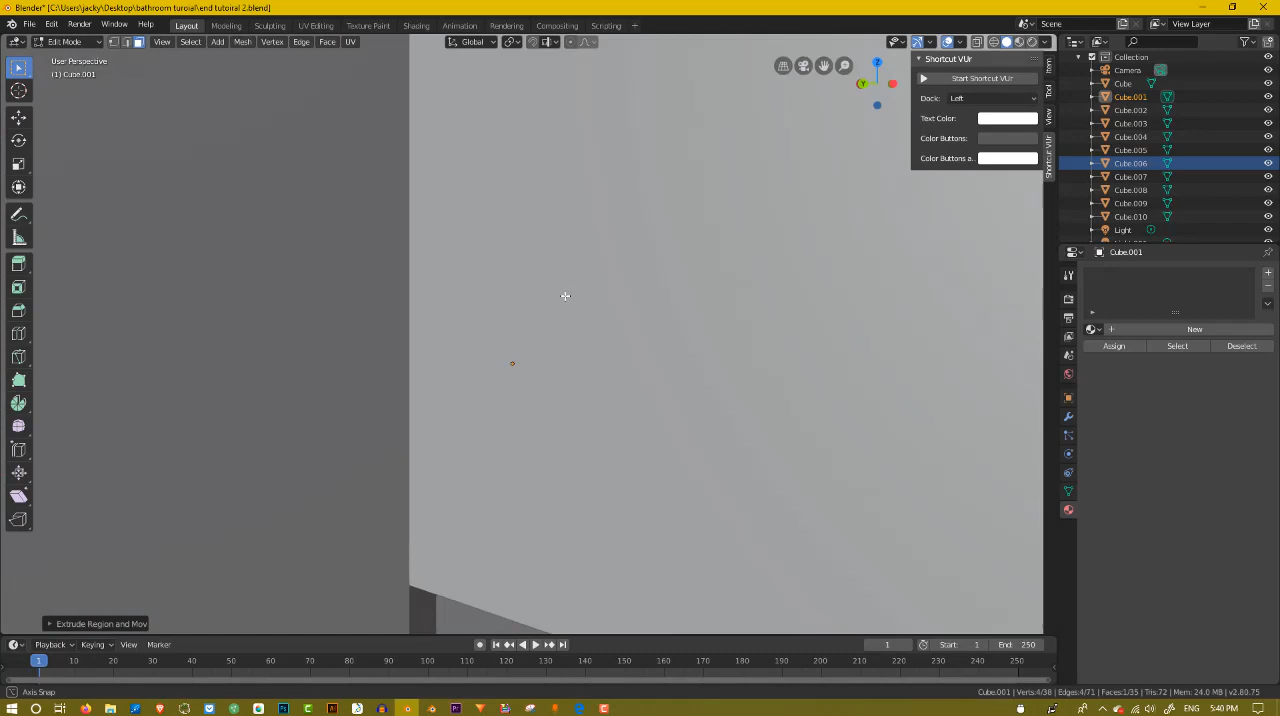 Blender* [C:\Users\jacky\Desktop\bathroom turoial\end tutoiral 2.blend]
File Edit Render Window Help Layout Modeling Sculpting UV Editing Texture Paint Shading Animation Rendering Compositing Scripting + Scene View Layer
Edit Mode View Select Add Mesh Vertex Edge Face UV Global
User Perspective
(1) Cube.001
Shortcut VUr
Start Shortcut VUr
Dock: Left
Text Color:
Color Buttons:
Color Buttons a..
Item
Tool
View
Shortcut VUr
Z
Y
Collection
Camera
Cube
Cube.001
Cube.002
Cube.003
Cube.004
Cube.005
Cube.006
Cube.007
Cube.008
Cube.009
Cube.010
Light
Cube.001
New
Assign Select Deselect
Extrude Region and Mov
Playback Keying View Marker 1 Start: 1 End: 250
1 10 20 30 40 50 60 70 80 90 100 110 120 130 140 150 160 170 180 190 200 210 220 230 240 250
Axis Snap
Cube.001 | Verts:4/38 | Edges:4/71 | Faces:1/35 | Tris:72 | Mem: 24.0 MB | v2.80.75
5:40 PM